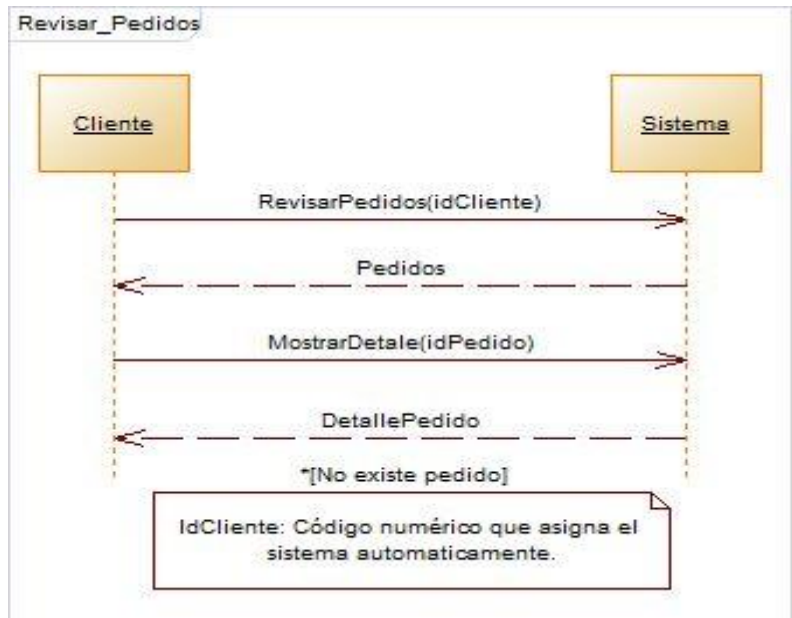 Revisar_Pedidos
Cliente
Sistema
RevisarPedidos(idCliente)
Pedidos
MostrarDetale(idPedido)
DetallePedido
*[No existe pedido]
IdCliente: Código numérico que asigna el
sistema automaticamente.